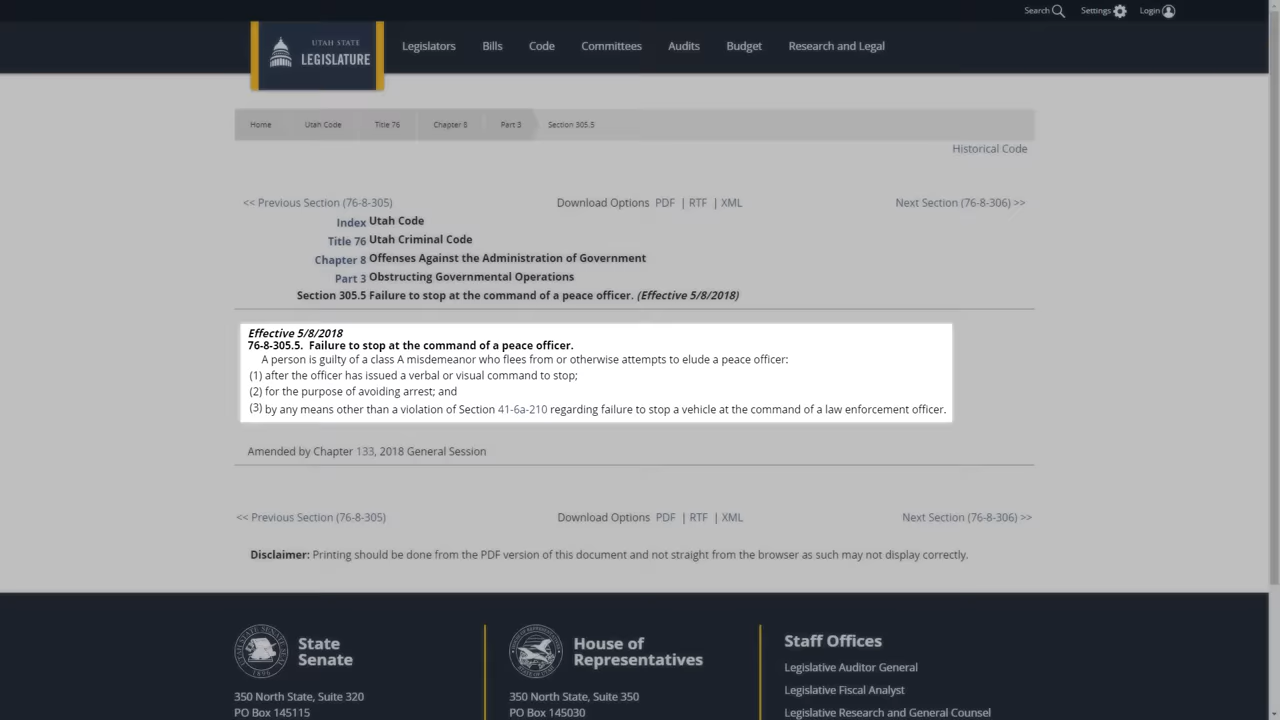 Search Settings Login
UTAH STATE
LEGISLATURE
Legislators Bills Code Committees Audits Budget Research and Legal
Home Utah Code Title 76 Chapter 8 Part 3 Section 305.5
Historical Code
<< Previous Section (76-8-305) Download Options PDF | RTF | XML Next Section (76-8-306) >>
Index Utah Code
Title 76 Utah Criminal Code
Chapter 8 Offenses Against the Administration of Government
Part 3 Obstructing Governmental Operations
Section 305.5 Failure to stop at the command of a peace officer. (Effective 5/8/2018)
Effective 5/8/2018
76-8-305.5. Failure to stop at the command of a peace officer.
A person is guilty of a class A misdemeanor who flees from or otherwise attempts to elude a peace officer:
(1) after the officer has issued a verbal or visual command to stop;
(2) for the purpose of avoiding arrest; and
(3) by any means other than a violation of Section 41-6a-210 regarding failure to stop a vehicle at the command of a law enforcement officer.
Amended by Chapter 133, 2018 General Session
<< Previous Section (76-8-305) Download Options PDF | RTF | XML Next Section (76-8-306) >>
Disclaimer: Printing should be done from the PDF version of this document and not straight from the browser as such may not display correctly.
State
Senate
350 North State, Suite 320
PO Box 145115
House of
Representatives
350 North State, Suite 350
PO Box 145030
Staff Offices
Legislative Auditor General
Legislative Fiscal Analyst
Legislative Research and General Counsel